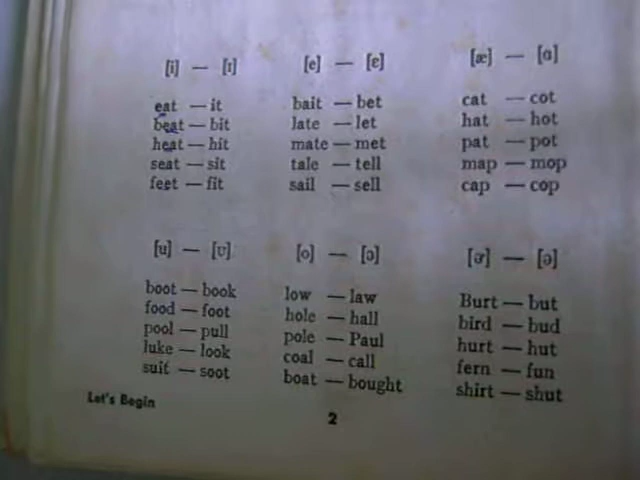 [i] — [ɪ] [e] — [ɛ] [æ] — [ɑ]
eat — it bait — bet cat — cot
beat — bit late — let hat — hot
heat — hit mate — met pat — pot
seat — sit tale — tell map — mop
feet — fit sail — sell cap — cop
[u] — [ʊ] [o] — [ɔ] [ɚ] — [ə]
boot — book low — law Burt — but
food — foot hole — hall bird — bud
pool — pull pole — Paul hurt — hut
luke — look coal — call fern — fun
suit — soot boat — bought shirt — shut
Let's Begin
2